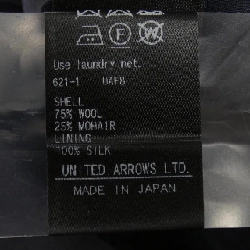 Use laundry net.
621-1 UAF8
SHELL
75% WOOL
25% MOHAIR
LINING
100% SILK
UNITED ARROWS LTD.
MADE IN JAPAN